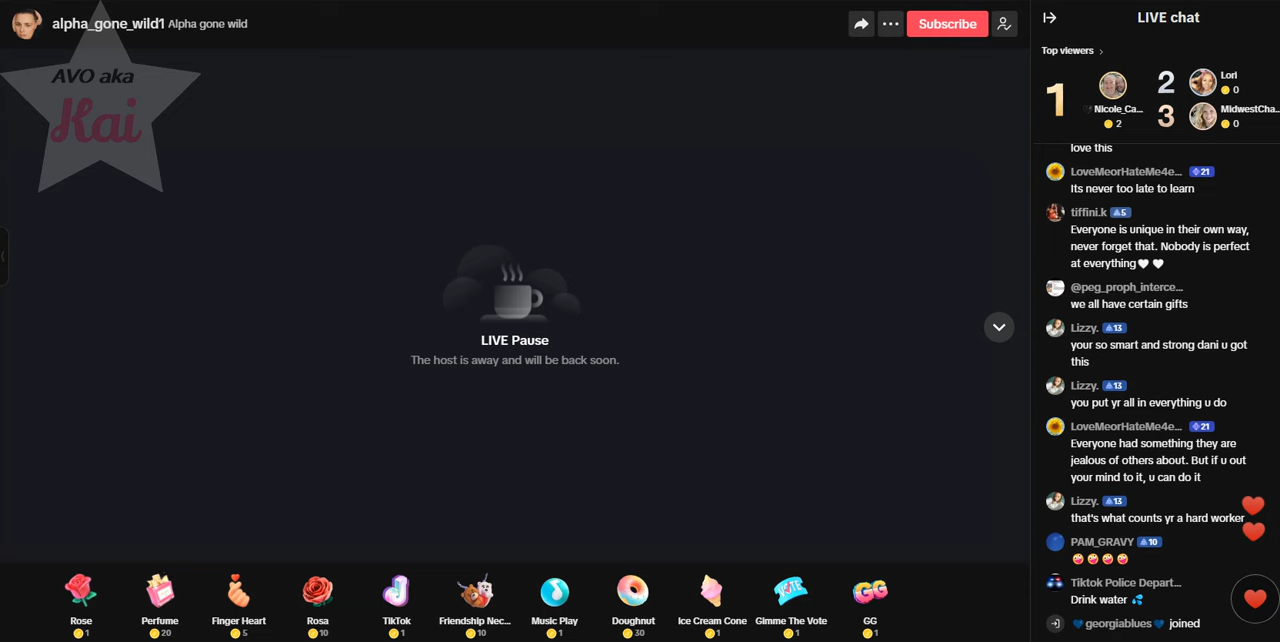 alpha_gone_wild1 Alpha gone wild
Subscribe
AVO aka
Kai
LIVE Pause
The host is away and will be back soon.
Rose
1
Perfume
20
Finger Heart
5
Rosa
10
TikTok
1
Friendship Nec...
10
Music Play
1
Doughnut
30
Ice Cream Cone
1
Gimme The Vote
1
GG
1
LIVE chat
Top viewers
1
Nicole_Ca...
2
2
Lori
0
3
MidwestCha...
0
love this
LoveMeorHateMe4e... 21
Its never too late to learn
tiffini.k 5
Everyone is unique in their own way,
never forget that. Nobody is perfect
at everything🤍 🤍
@peg_proph_interce...
we all have certain gifts
Lizzy. 13
your so smart and strong dani u got
this
Lizzy. 13
you put yr all in everything u do
LoveMeorHateMe4e... 21
Everyone had something they are
jealous of others about. But if u out
your mind to it, u can do it
Lizzy. 13
that's what counts yr a hard worker
PAM_GRAVY 10
Tiktok Police Depart...
Drink water 💦
💙georgiablues💙 joined